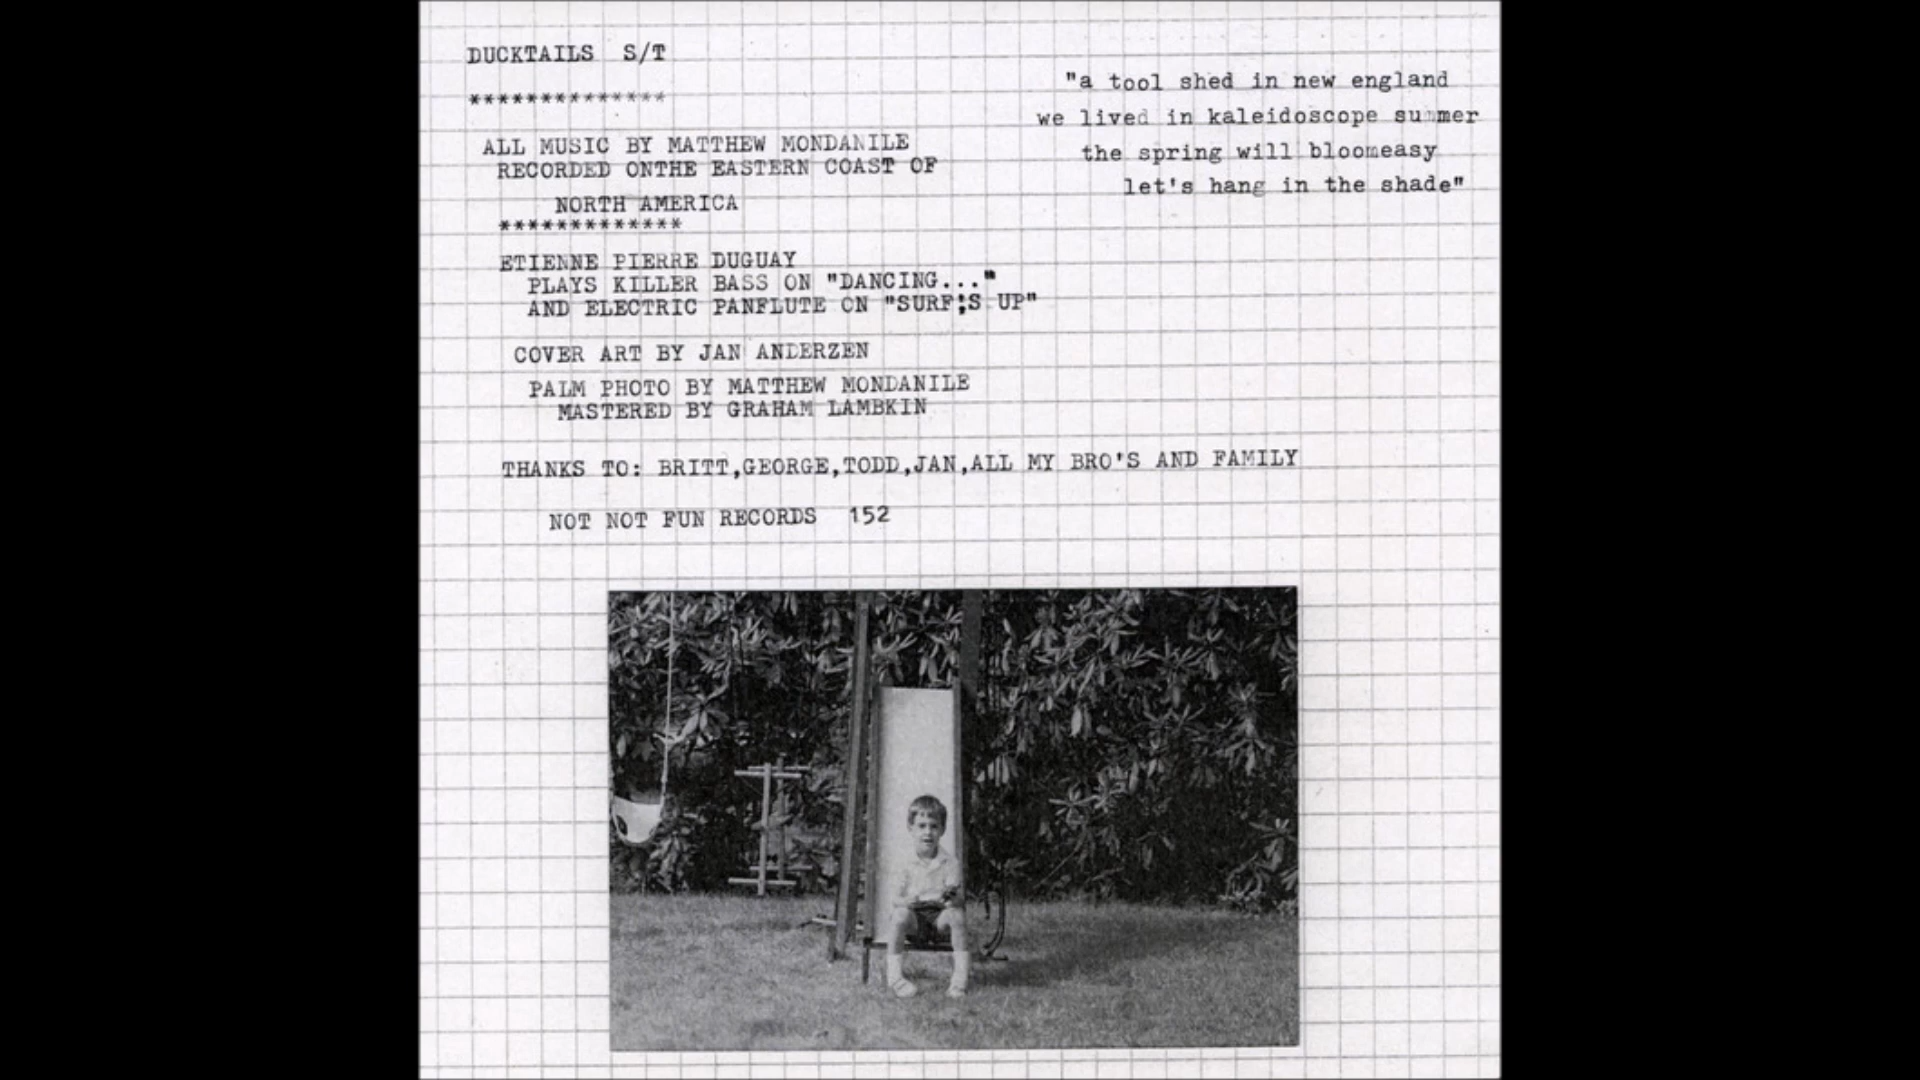 DUCKTAILS S/T
**************
ALL MUSIC BY MATTHEW MONDANILE
RECORDED ONTHE EASTERN COAST OF
NORTH AMERICA
*************
ETIENNE PIERRE DUGUAY
PLAYS KILLER BASS ON "DANCING..."
AND ELECTRIC PANFLUTE ON "SURF;S UP"
COVER ART BY JAN ANDERZEN
PALM PHOTO BY MATTHEW MONDANILE
MASTERED BY GRAHAM LAMBKIN
THANKS TO: BRITT,GEORGE,TODD,JAN,ALL MY BRO'S AND FAMILY
NOT NOT FUN RECORDS 152
"a tool shed in new england
we lived in kaleidoscope summer
the spring will bloomeasy
let's hang in the shade"